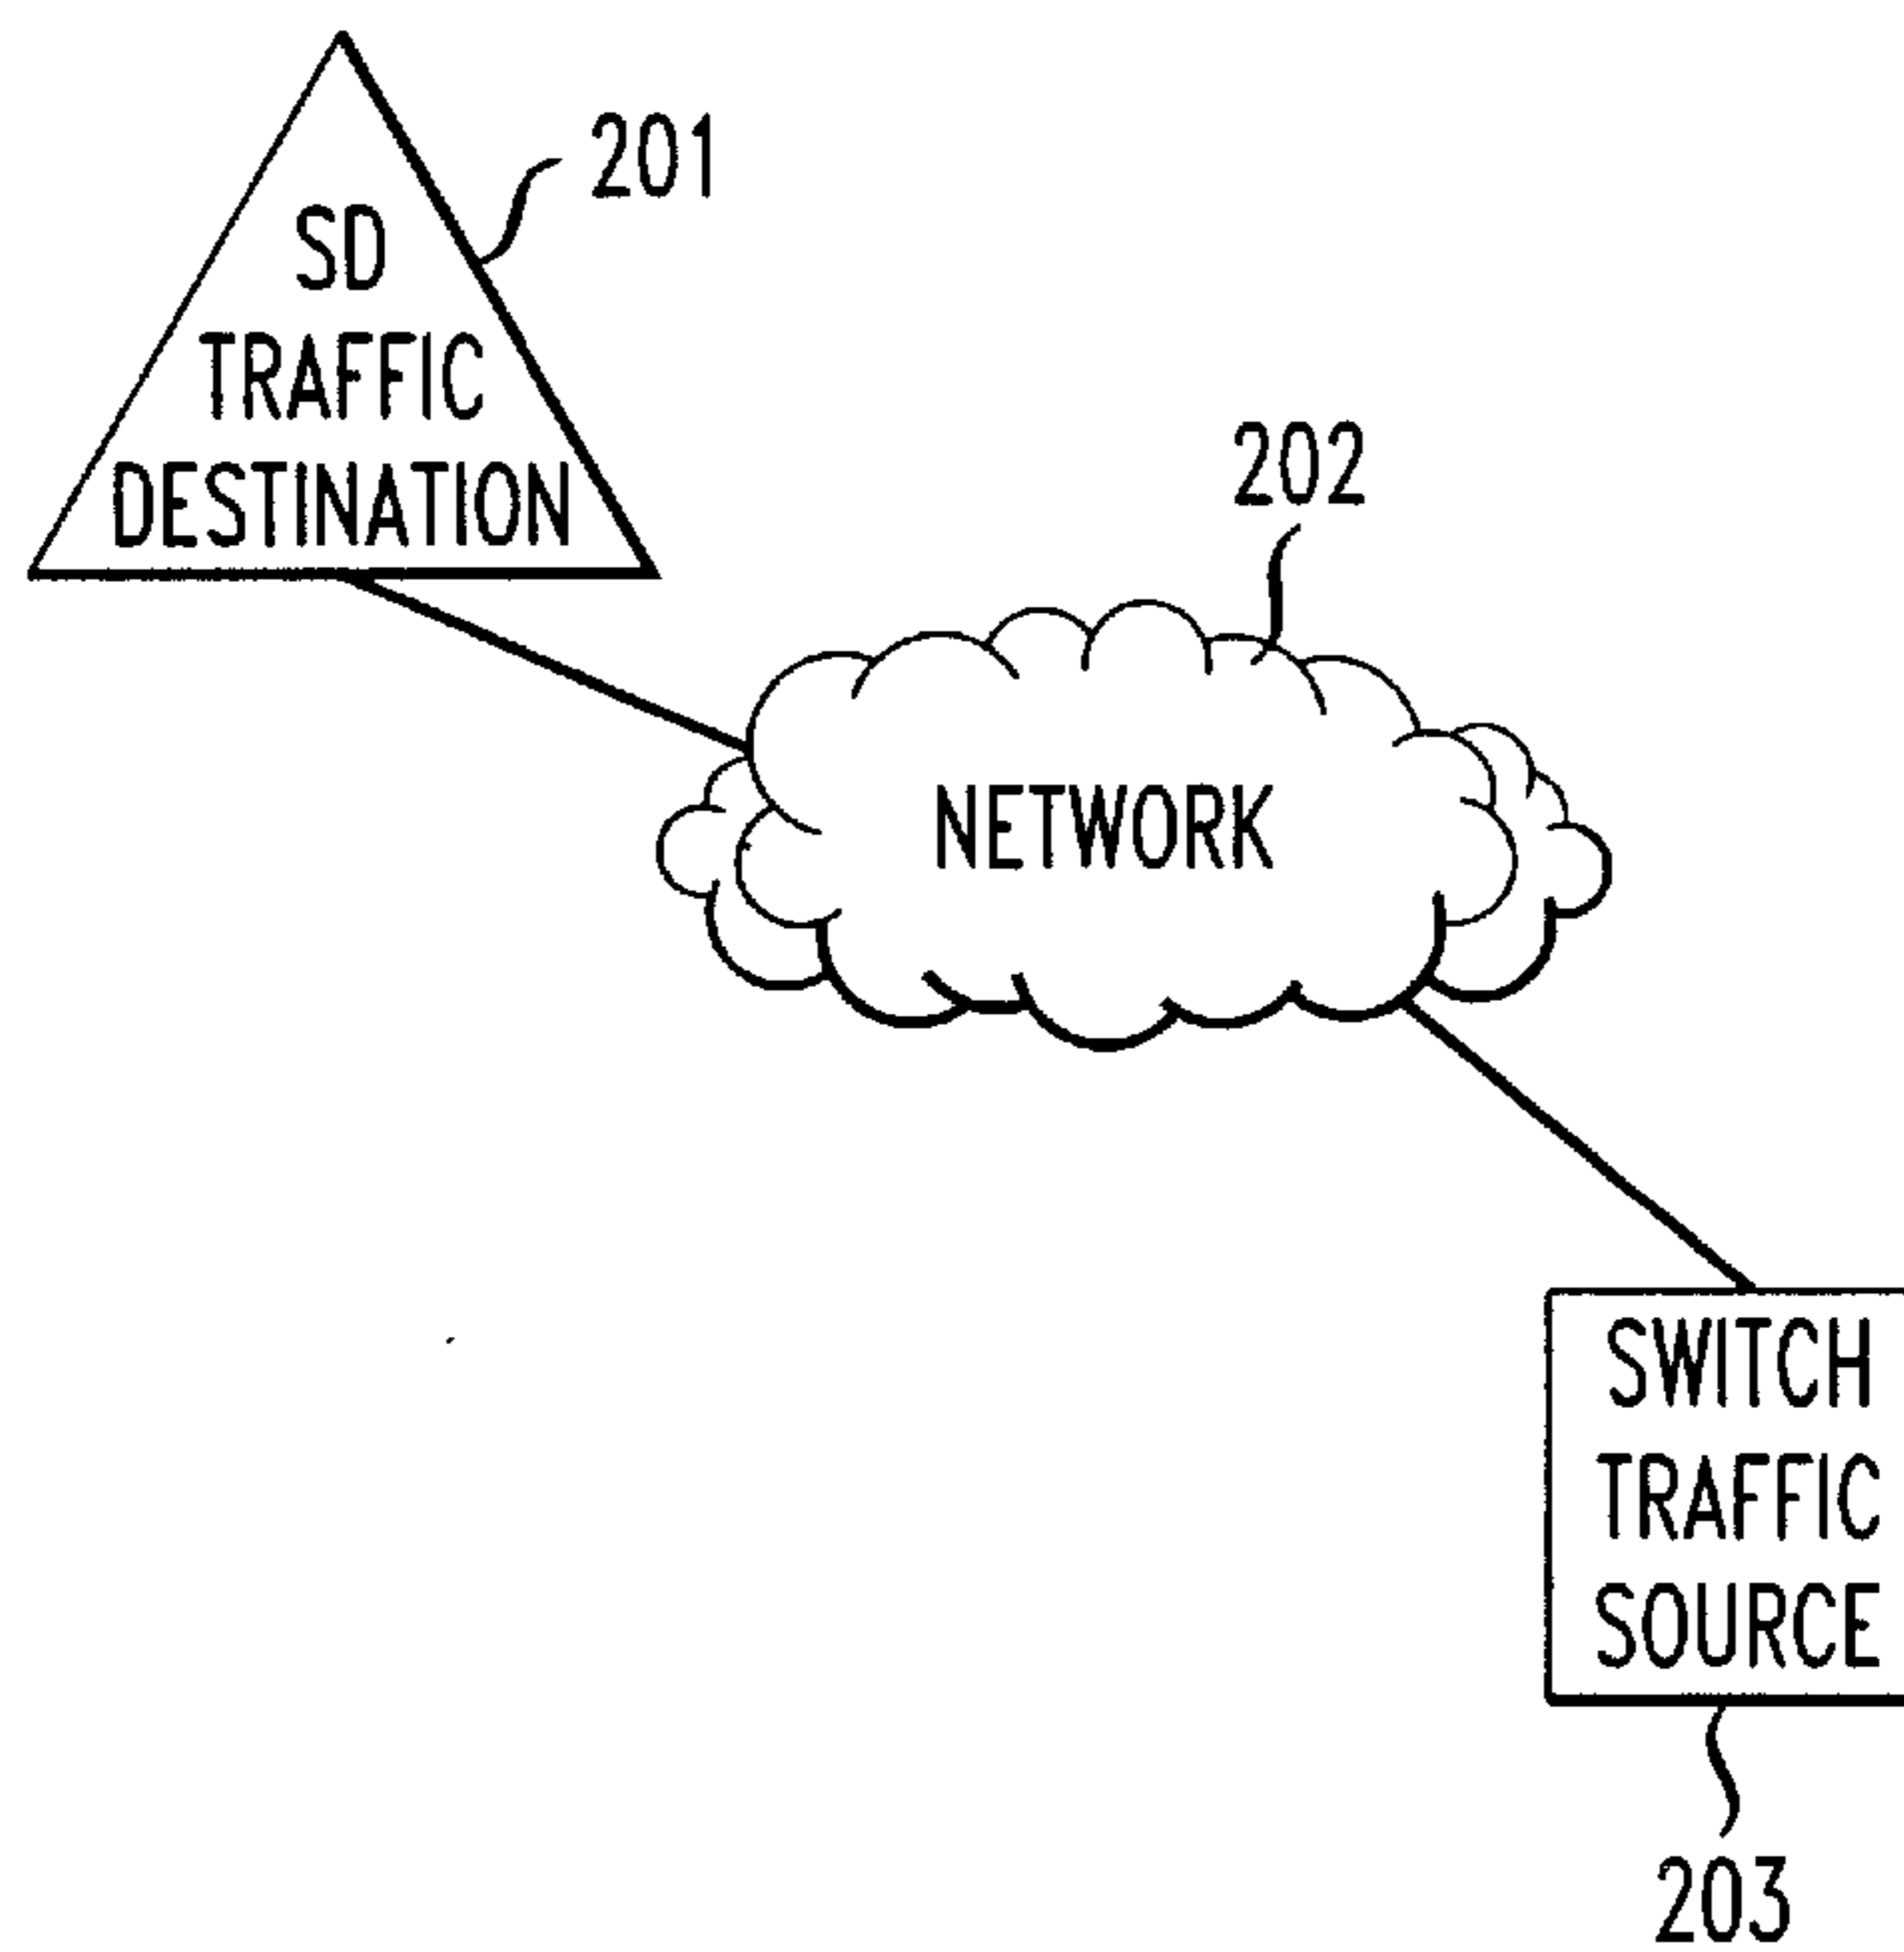 201
SD
TRAFFIC
DESTINATION
202
NETWORK
SWITCH
TRAFFIC
SOURCE
203